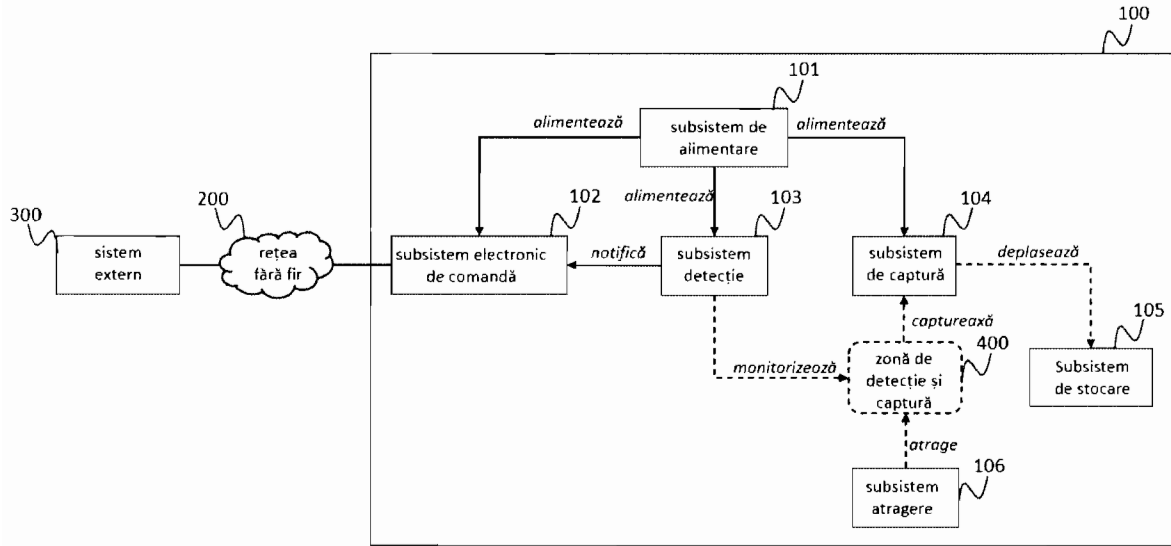 100
101
alimentează
subsistem de
alimentare
alimentează
300
200
102
alimentează
103
104
sistem
extern
rețea
fără fir
subsistem electronic
de comandă
notifică
subsistem
detecție
subsistem
de captură
deplasează
captureaxă
105
400
monitorizeoză
zonă de
detecție și
captură
Subsistem
de stocare
atrage
subsistem
atragere
106